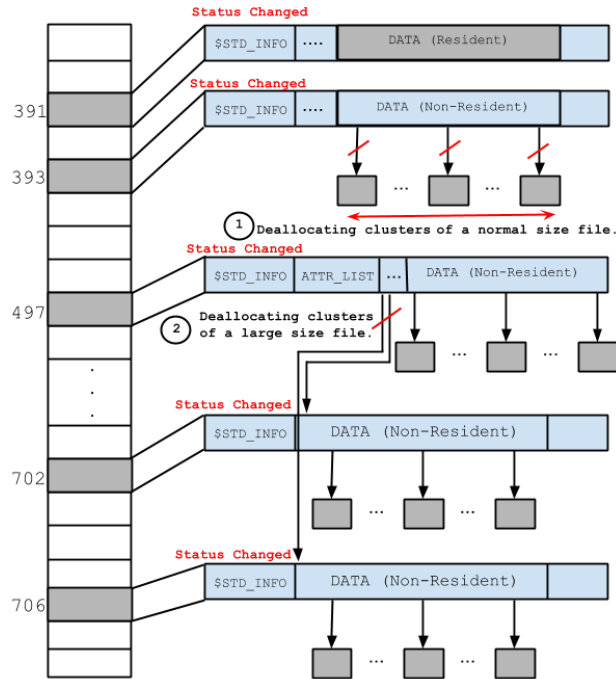 Status Changed
$STD_INFO .... DATA (Resident)
Status Changed
391
$STD_INFO .... DATA (Non-Resident)
393
... ...
1 Deallocating clusters of a normal size file.
Status Changed
$STD_INFO ATTR_LIST ... DATA (Non-Resident)
497
2 Deallocating clusters
of a large size file.
... ...
.
.
.
Status Changed
$STD_INFO DATA (Non-Resident)
702
... ...
Status Changed
$STD_INFO DATA (Non-Resident)
706
... ...